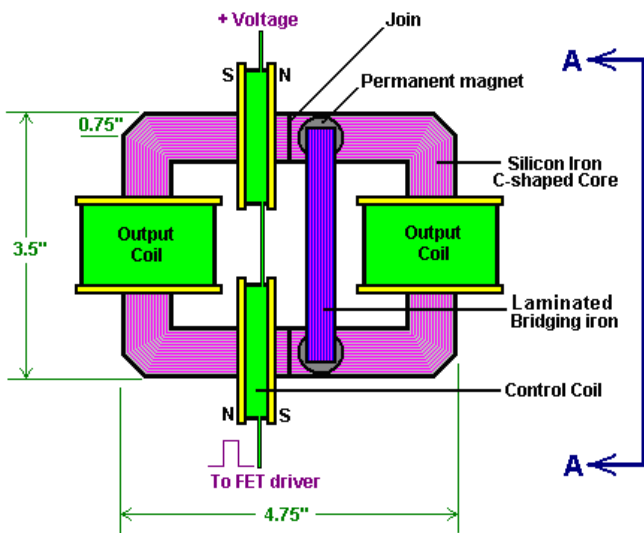 + Voltage
Join
S
N
Permanent magnet
A
0.75"
Silicon Iron
C-shaped Core
Output
Coil
Output
Coil
3.5"
Laminated
Bridging iron
Control Coil
N
S
A
To FET driver
4.75"